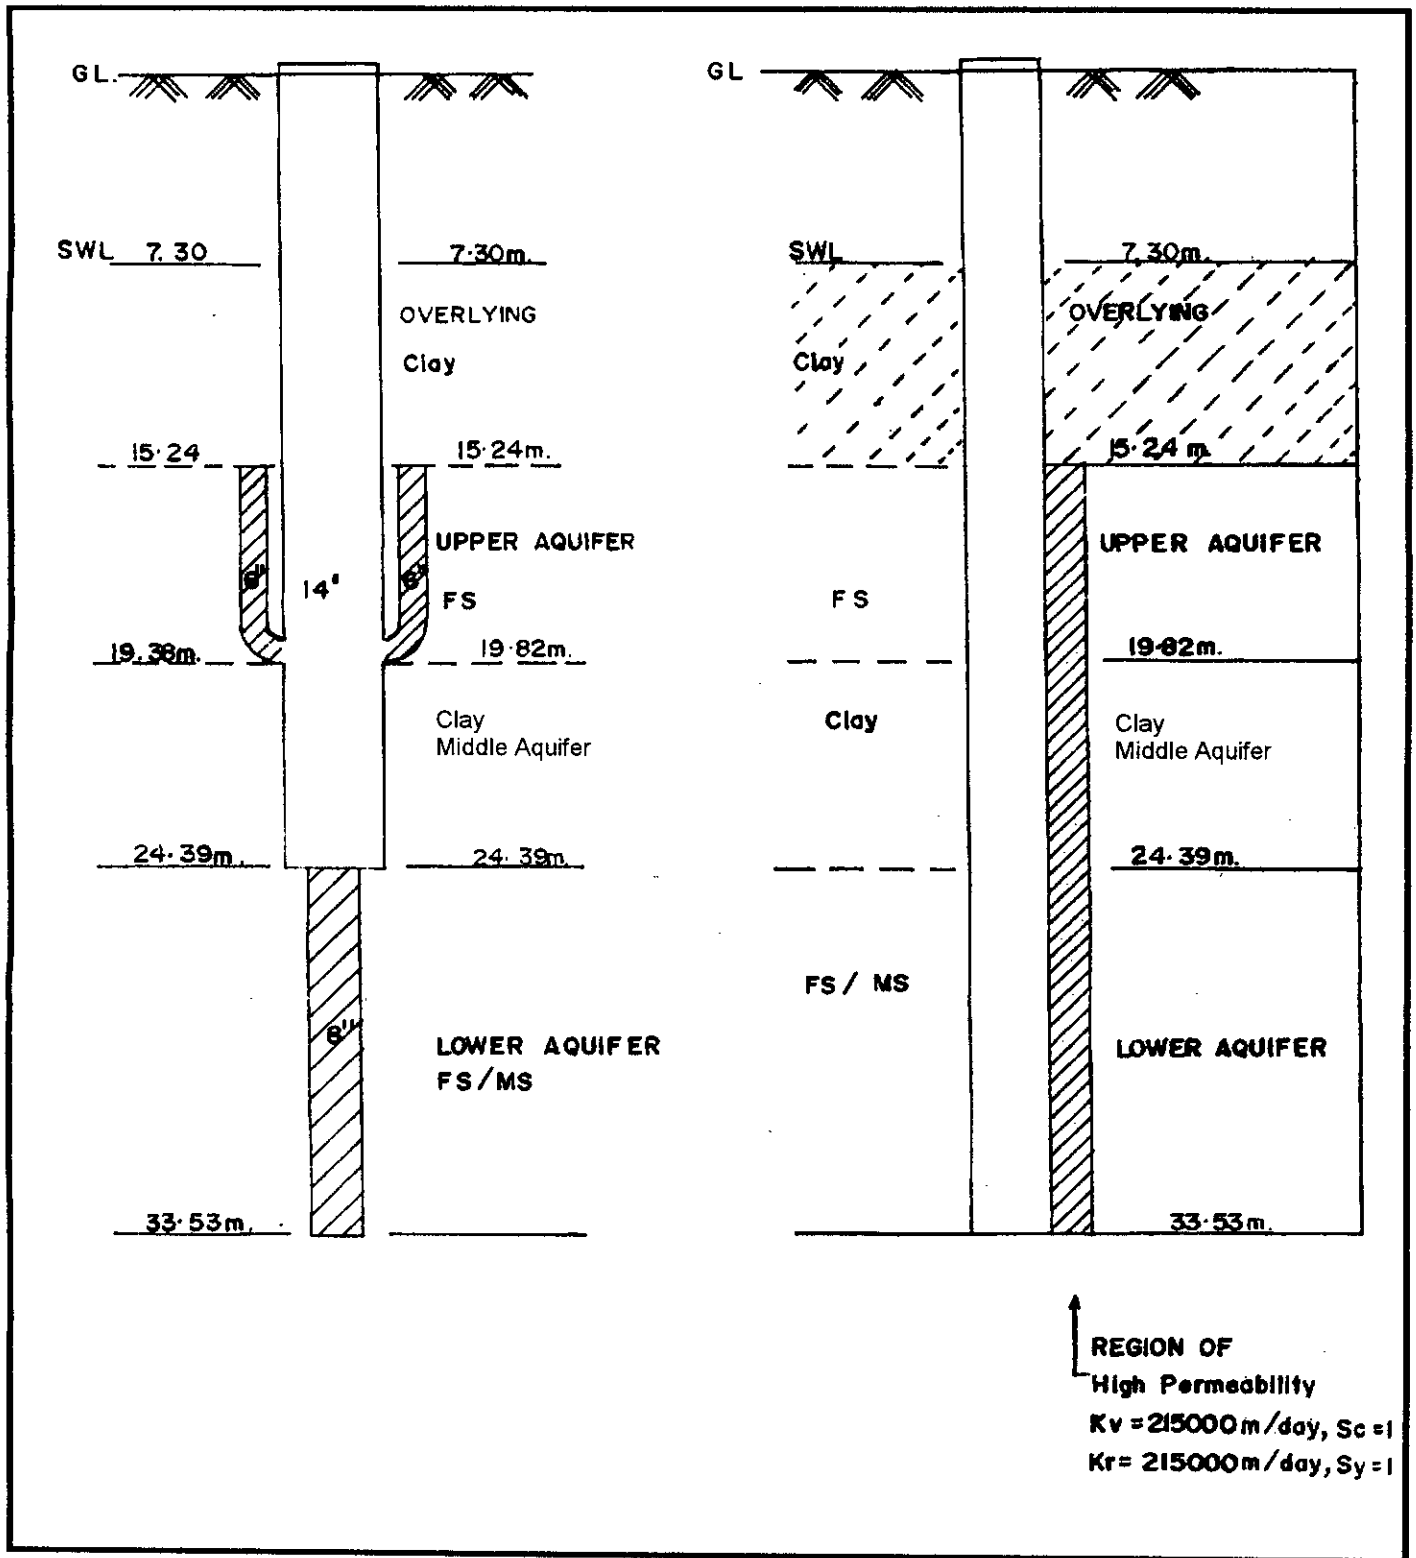 GL.
SWL 7.30
7.30m.
OVERLYING
Clay
15.24
15.24m.
UPPER AQUIFER
6"
14"
6"
FS
19.38m.
19.82m.
Clay
Middle Aquifer
24.39m.
24.39m.
8"
LOWER AQUIFER
FS/MS
33.53m.
GL
SWL
7.30m.
OVERLYING
Clay
15.24 m.
UPPER AQUIFER
FS
19.82m.
Clay
Clay
Middle Aquifer
24.39m.
FS / MS
LOWER AQUIFER
33.53m.
REGION OF
High Permeability
Kv = 215000m/day, Sc =1
Kr= 215000m/day, Sy=1